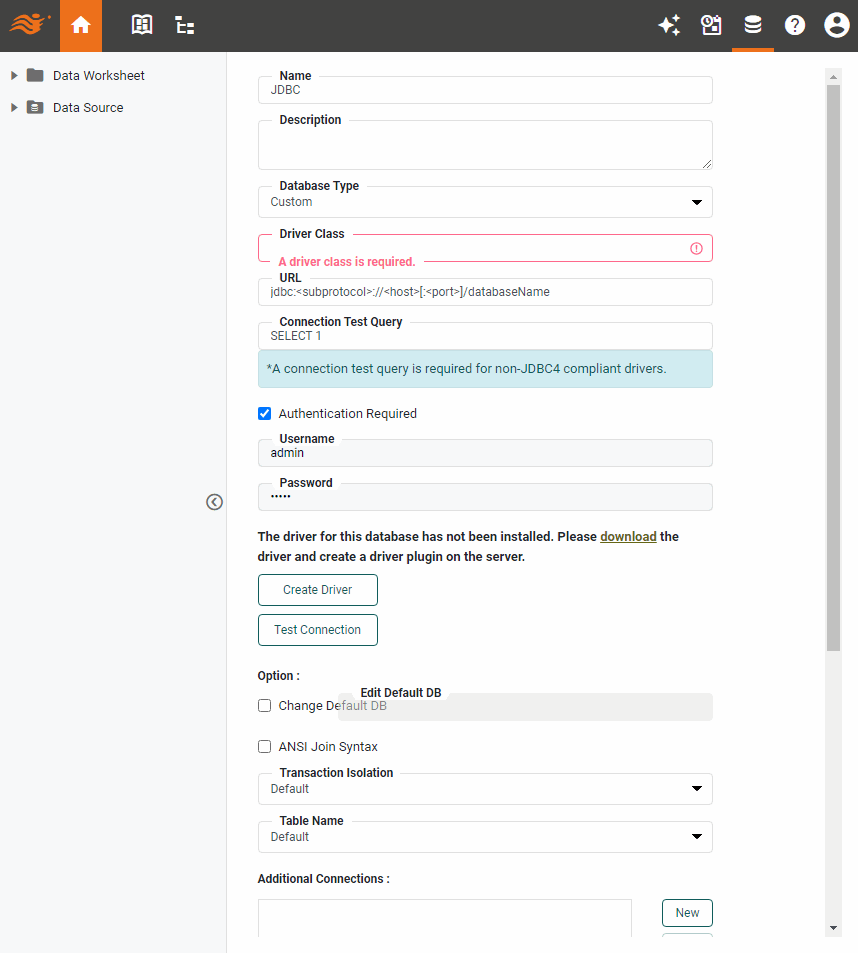 Data Worksheet
Data Source
Name
JDBC
Description
Database Type
Custom
Driver Class
A driver class is required.
URL
jdbc:<subprotocol>://<host>[:<port>]/databaseName
Connection Test Query
SELECT 1
*A connection test query is required for non-JDBC4 compliant drivers.
Authentication Required
Username
admin
Password
•••••
The driver for this database has not been installed. Please download the
driver and create a driver plugin on the server.
Create Driver
Test Connection
Option :
Edit Default DB
Change Default DB
ANSI Join Syntax
Transaction Isolation
Default
Table Name
Default
Additional Connections :
New